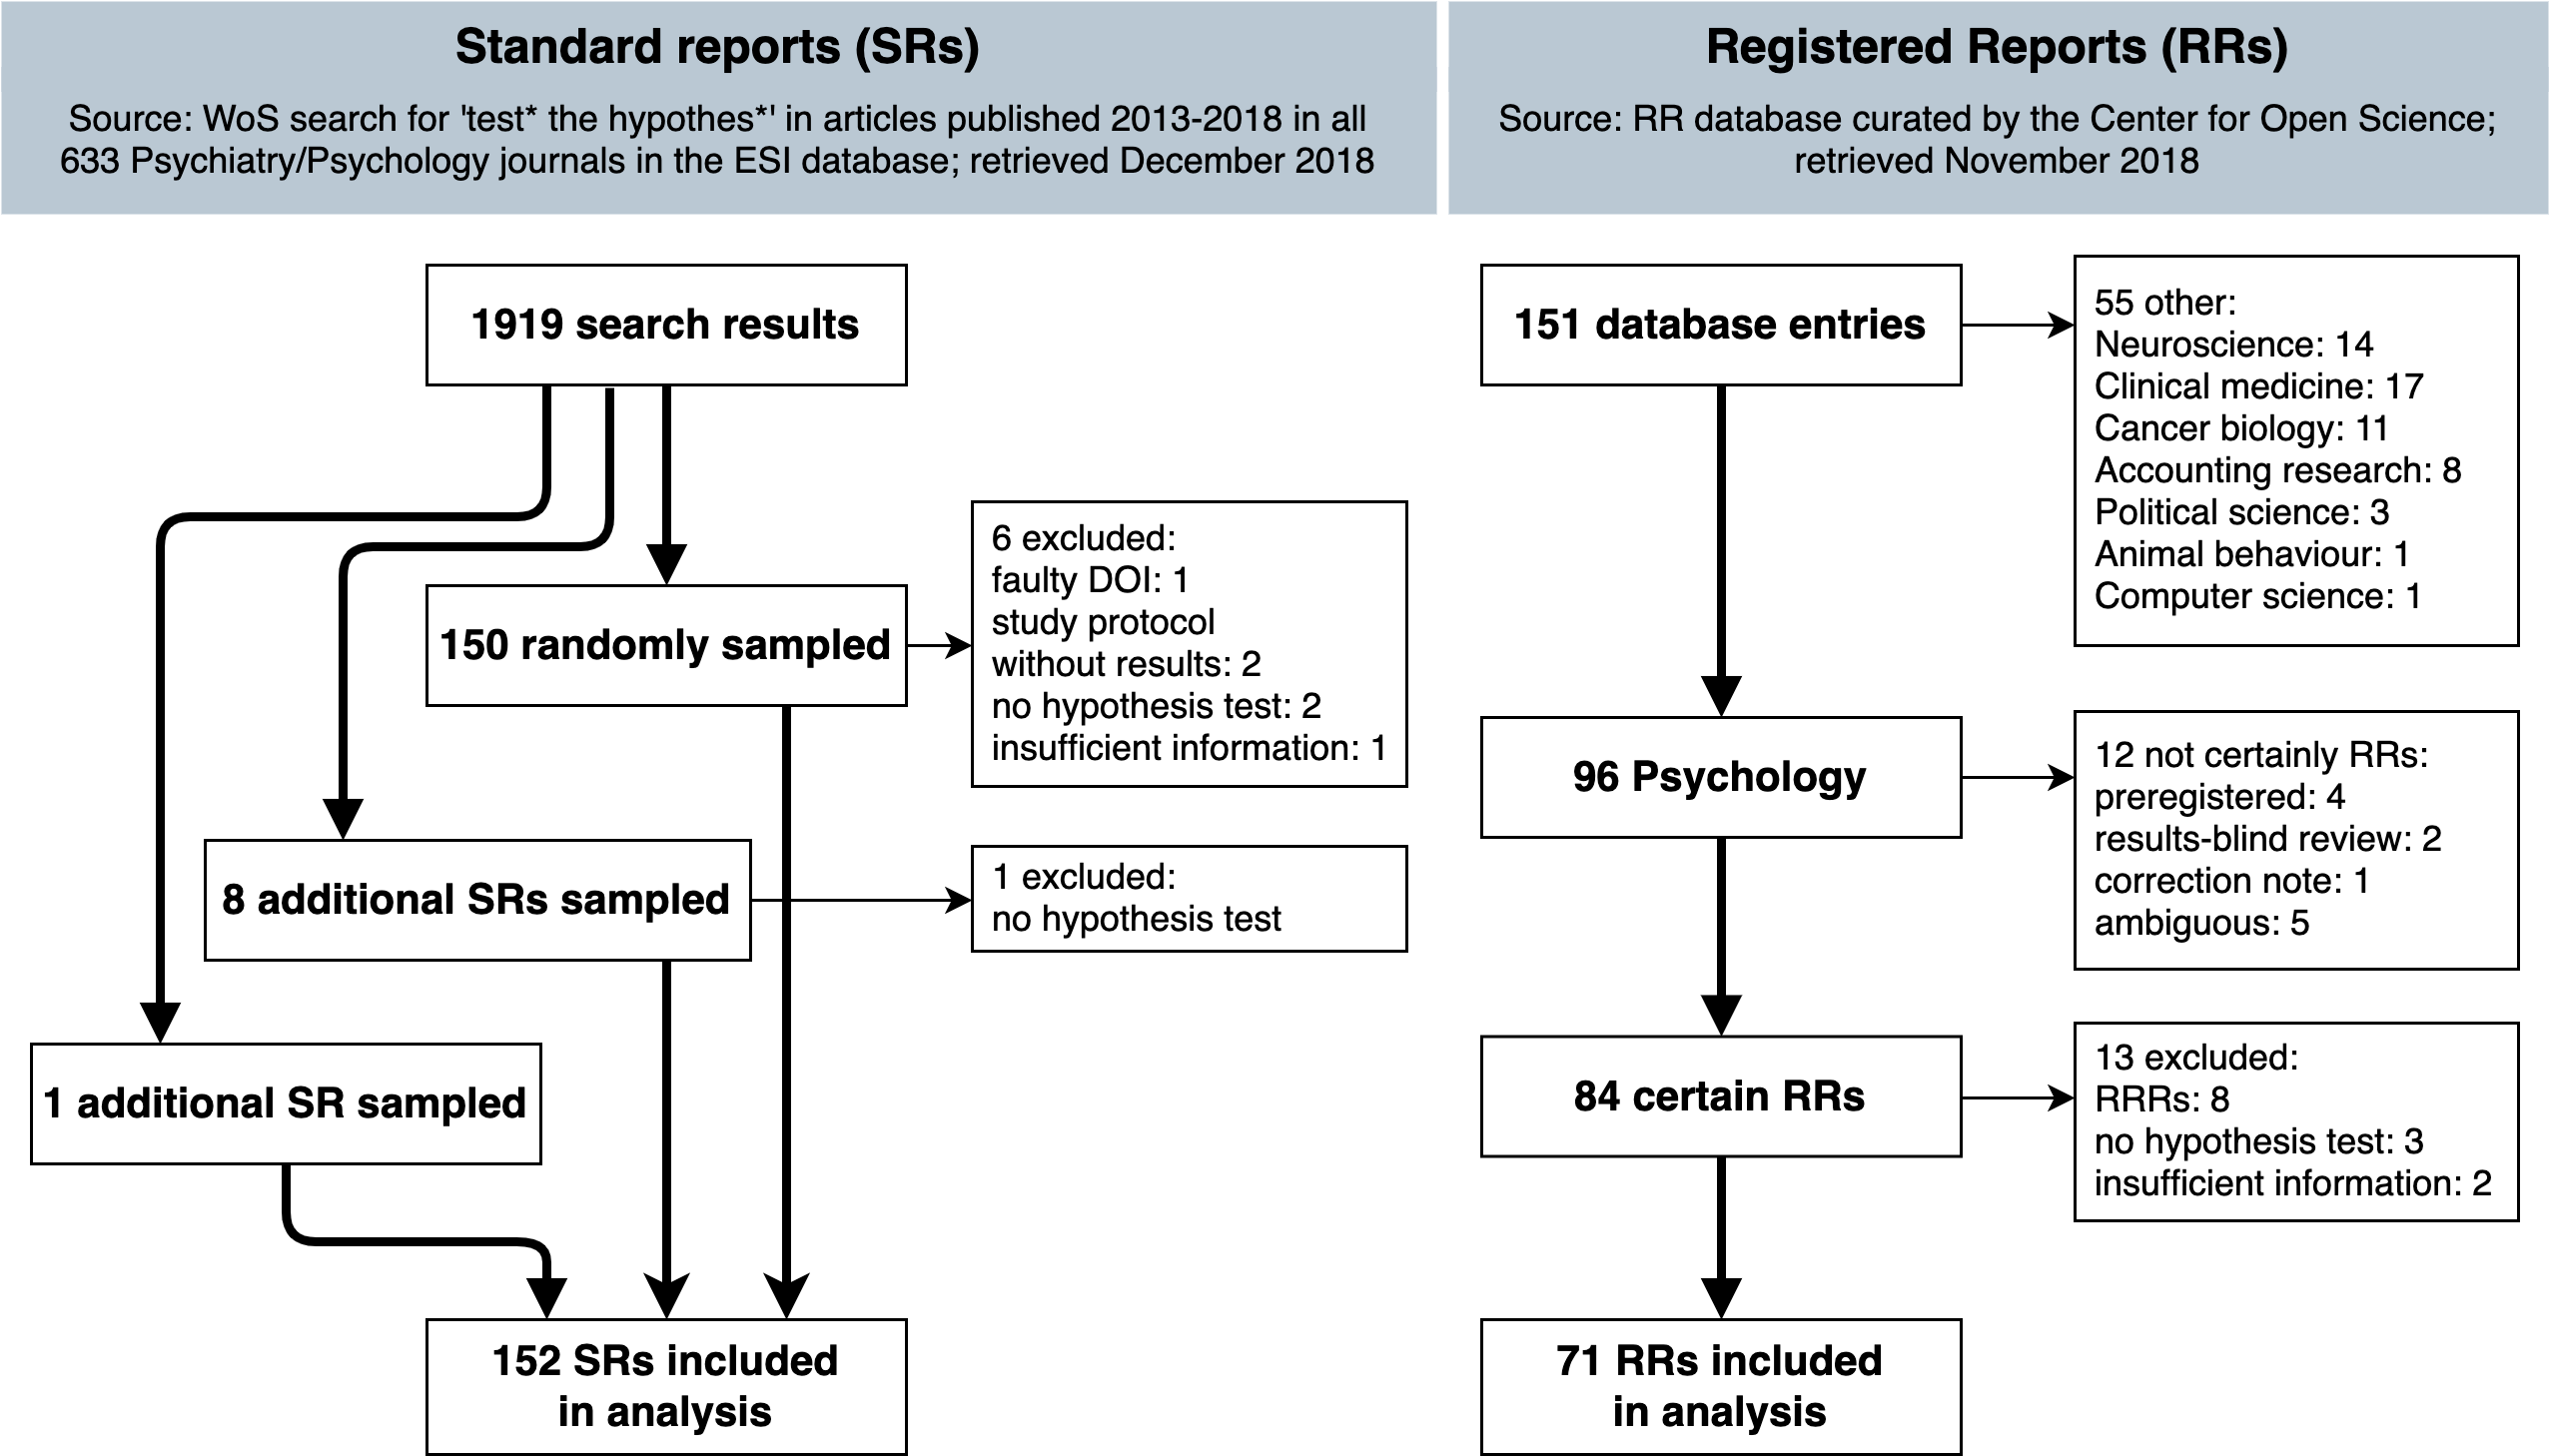 Standard reports (SRs)
Source: WoS search for 'test* the hypothes*' in articles published 2013-2018 in all
633 Psychiatry/Psychology journals in the ESI database; retrieved December 2018
1919 search results
150 randomly sampled
6 excluded:
faulty DOI: 1
study protocol
without results: 2
no hypothesis test: 2
insufficient information: 1
8 additional SRs sampled
1 excluded:
no hypothesis test
1 additional SR sampled
152 SRs included
in analysis
Registered Reports (RRs)
Source: RR database curated by the Center for Open Science;
retrieved November 2018
151 database entries
55 other:
Neuroscience: 14
Clinical medicine: 17
Cancer biology: 11
Accounting research: 8
Political science: 3
Animal behaviour: 1
Computer science: 1
96 Psychology
12 not certainly RRs:
preregistered: 4
results-blind review: 2
correction note: 1
ambiguous: 5
84 certain RRs
13 excluded:
RRRs: 8
no hypothesis test: 3
insufficient information: 2
71 RRs included
in analysis